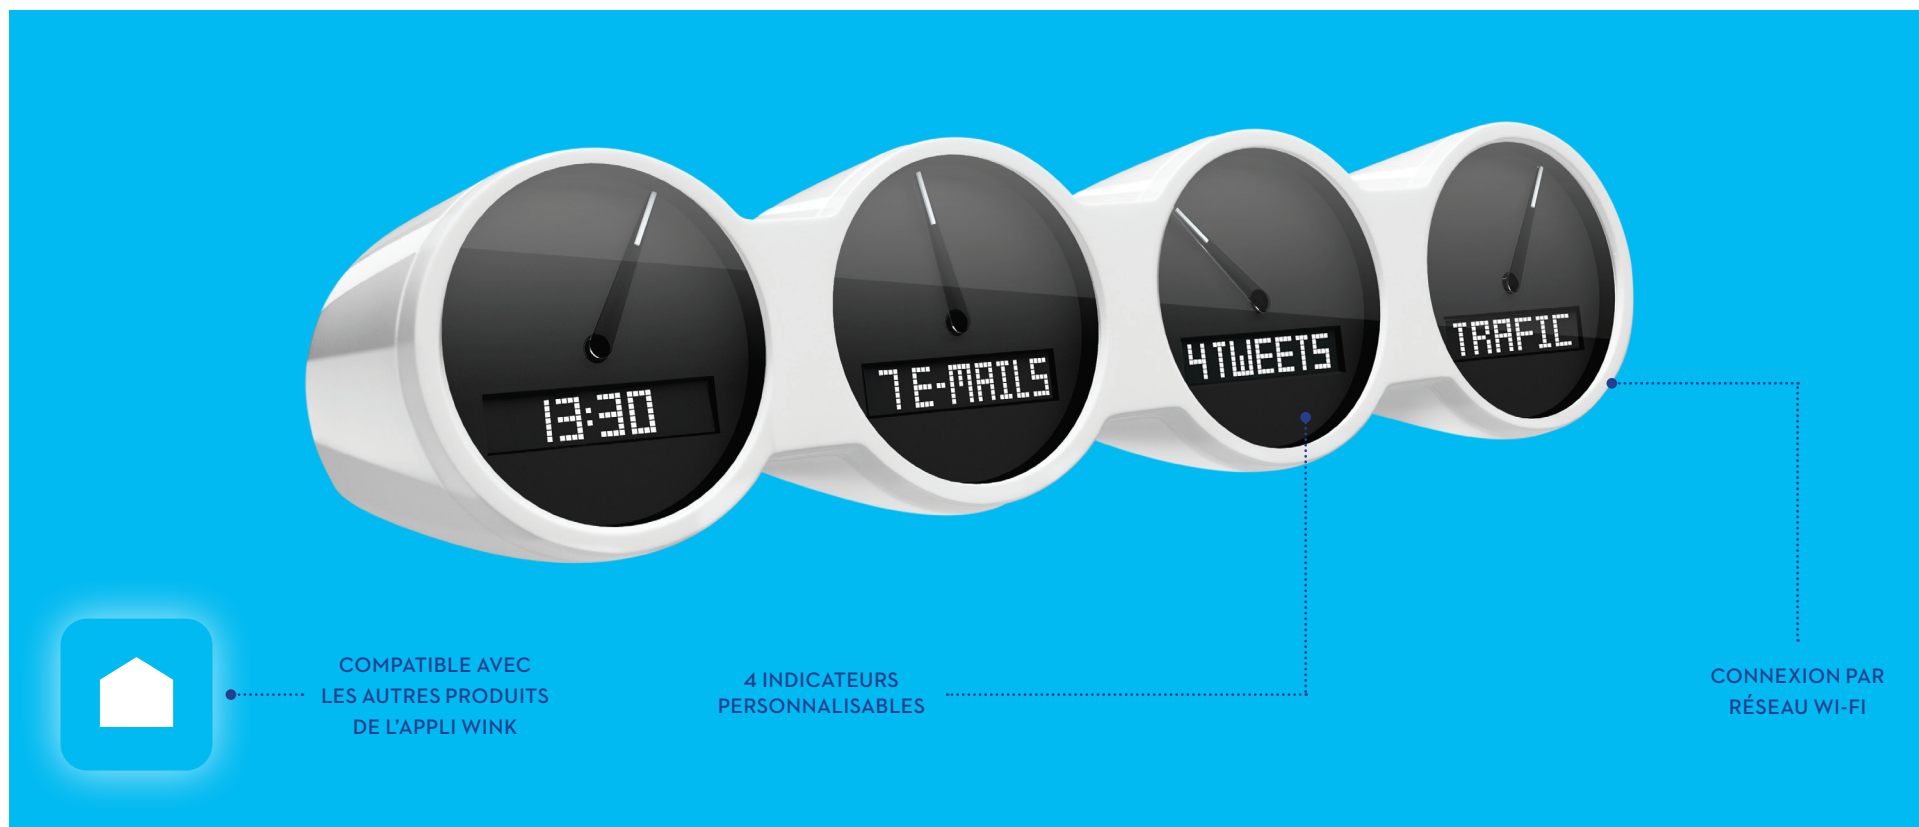 13:30
7 E-MAILS
4 TWEETS
TRAFIC
COMPATIBLE AVEC
LES AUTRES PRODUITS
DE L'APPLI WINK
4 INDICATEURS
PERSONNALISABLES
CONNEXION PAR
RÉSEAU WI-FI